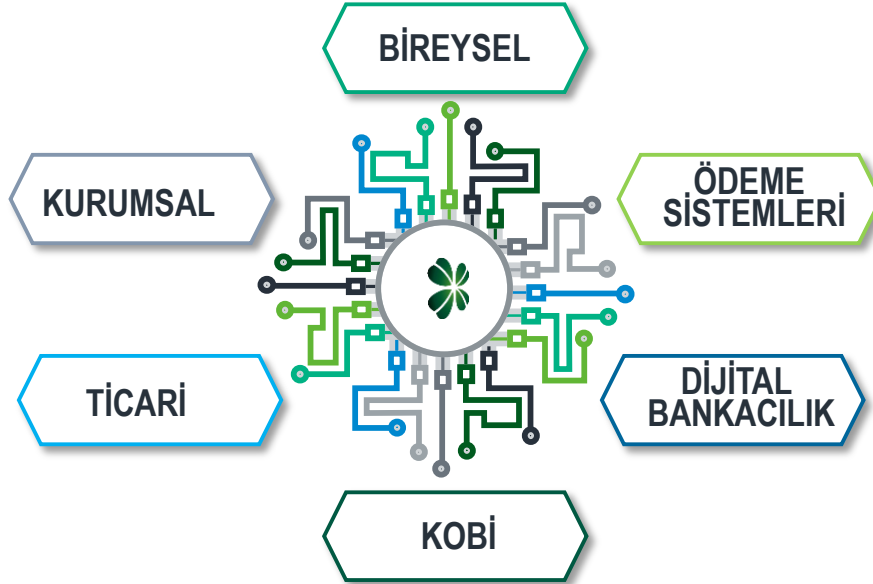 BİREYSEL
KURUMSAL
ÖDEME
SİSTEMLERİ
TİCARİ
DİJİTAL
BANKACILIK
KOBİ